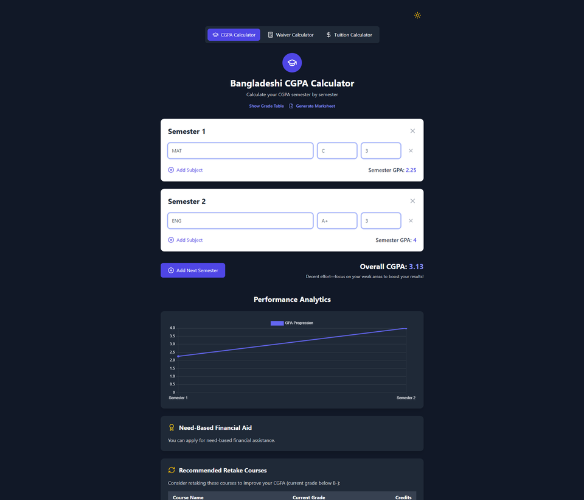 CGPA Calculator
Waiver Calculator
Tuition Calculator
Bangladeshi CGPA Calculator
Calculate your CGPA semester by semester
Show Grade Table
Generate Marksheet
Semester 1
MAT
C
3
Add Subject
Semester GPA: 2.25
Semester 2
ENG
A+
3
Add Subject
Semester GPA: 4
Add Next Semester
Overall CGPA: 3.13
Decent effort—focus on your weak areas to boost your results!
Performance Analytics
GPA Progression
4.0
3.5
3.0
2.5
2.0
1.5
1.0
0.5
0
Semester 1
Semester 2
Need-Based Financial Aid
You can apply for need-based financial assistance.
Recommended Retake Courses
Consider retaking these courses to improve your CGPA (current grade below B-):
Course Name
Current Grade
Credits